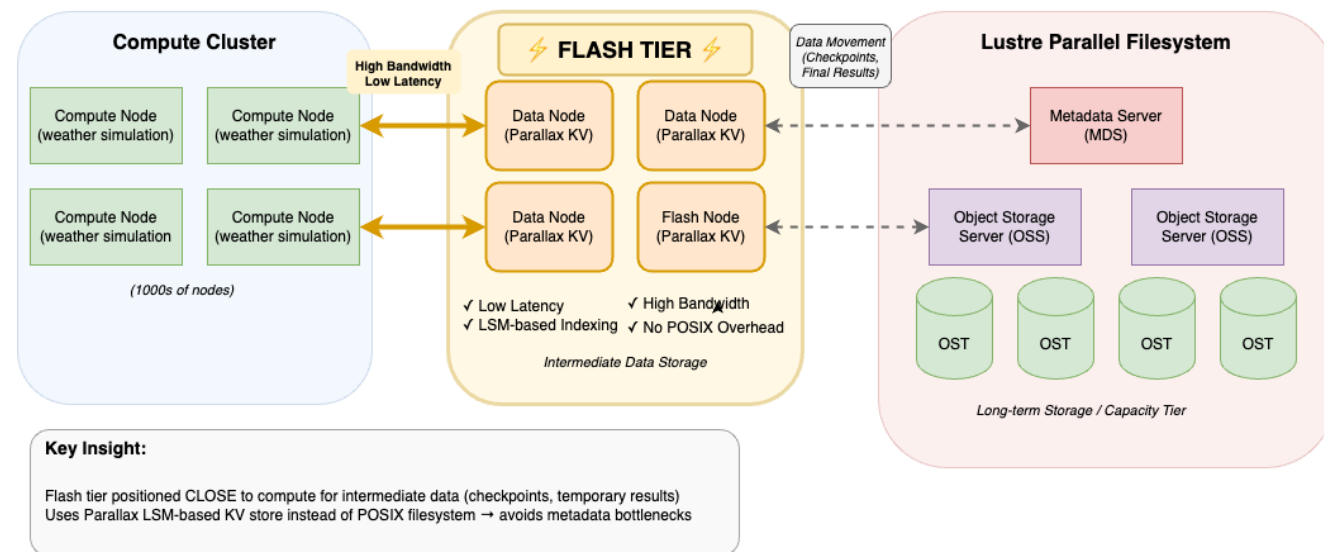 Compute Cluster
High Bandwidth
Low Latency
Compute Node
(weather simulation)
Compute Node
(weather simulation)
Compute Node
(weather simulation
Compute Node
(weather simulation)
(1000s of nodes)
⚡ FLASH TIER ⚡
Data Node
(Parallax KV)
Data Node
(Parallax KV)
Data Node
(Parallax KV)
Flash Node
(Parallax KV)
✓ Low Latency
✓ High Bandwidth
✓ LSM-based Indexing
✓ No POSIX Overhead
Intermediate Data Storage
Data Movement
(Checkpoints,
Final Results)
Lustre Parallel Filesystem
Metadata Server
(MDS)
Object Storage
Server (OSS)
Object Storage
Server (OSS)
OST
OST
OST
OST
Long-term Storage / Capacity Tier
Key Insight:
Flash tier positioned CLOSE to compute for intermediate data (checkpoints, temporary results)
Uses Parallax LSM-based KV store instead of POSIX filesystem → avoids metadata bottlenecks